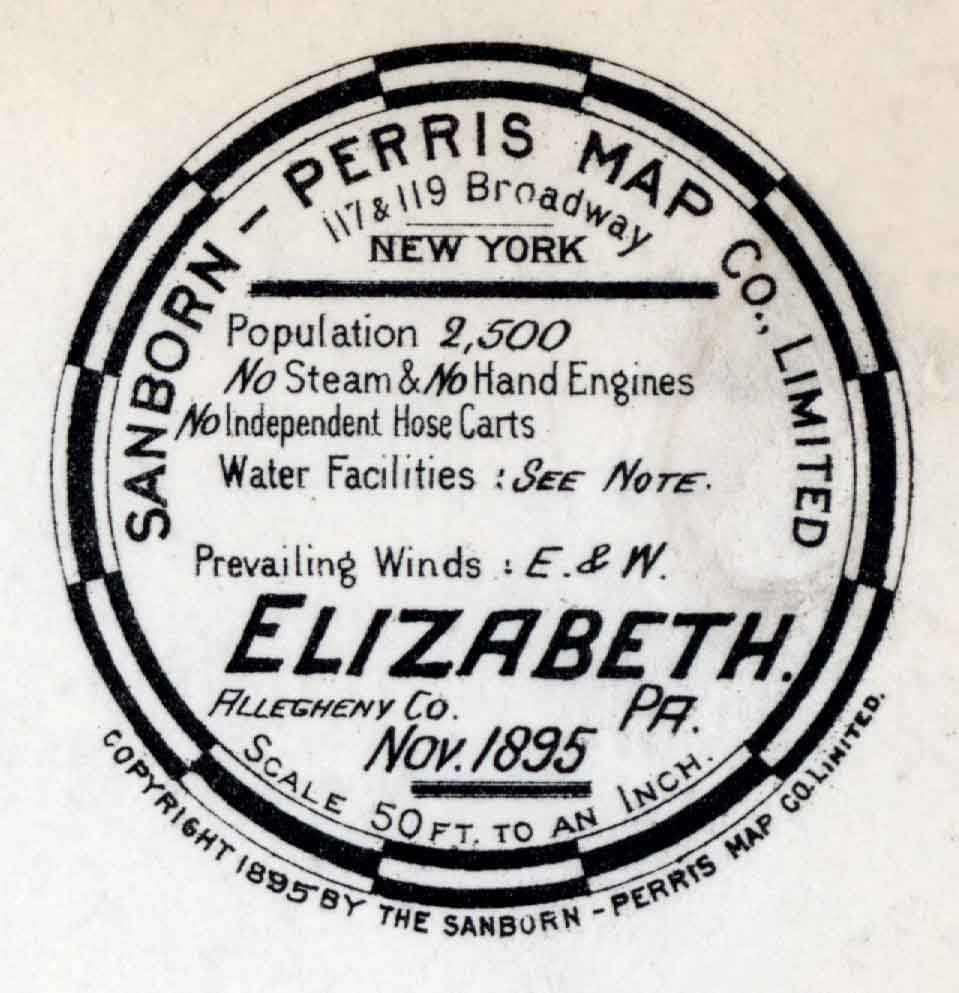 SANBORN - PERRIS MAP CO., LIMITED
117 & 119 Broadway
NEW YORK
Population 2,500
No Steam & No Hand Engines
No Independent Hose Carts
Water Facilities : SEE NOTE.
Prevailing Winds : E. & W.
ELIZABETH.
ALLEGHENY CO. PA.
NOV. 1895
SCALE 50 FT. TO AN INCH.
COPYRIGHT 1895 BY THE SANBORN - PERRIS MAP CO. LIMITED.